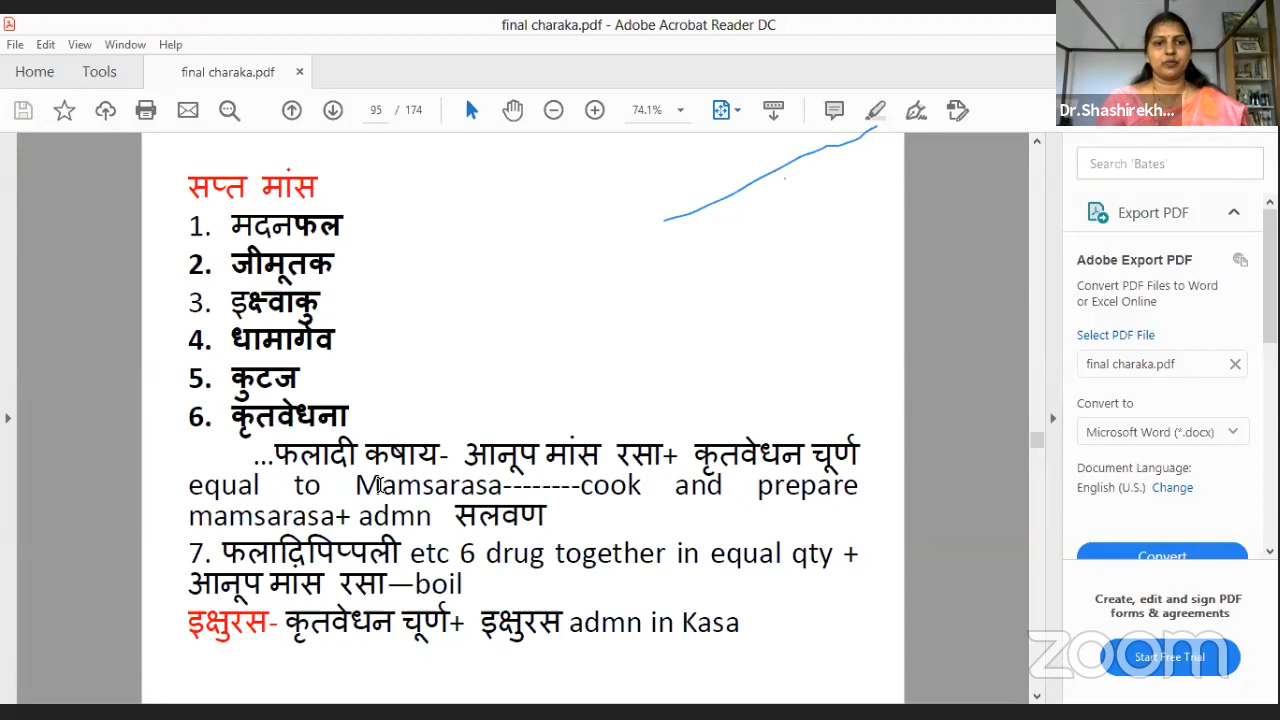 final charaka.pdf - Adobe Acrobat Reader DC
File Edit View Window Help
Home Tools final charaka.pdf ×
95 / 174 74.1%
Dr.Shashirekh...
Search 'Bates'
Export PDF
Adobe Export PDF
Convert PDF Files to Word
or Excel Online
Select PDF File
final charaka.pdf
Convert to
Microsoft Word (*.docx)
Document Language:
English (U.S.) Change
Convert
Create, edit and sign PDF
forms & agreements
Start Free Trial
zoom
सप्त मांस
1. मदनफल
2. जीमूतक
3. इक्ष्वाकु
4. धामार्गव
5. कुटज
6. कृतवेधना
...फलादी कषाय- आनूप मांस रसा+ कृतवेधन चूर्ण
equal to Mamsarasa--------cook and prepare
mamsarasa+ admn सलवण
7. फलादि़पिप्पली etc 6 drug together in equal qty +
आनूप मांस रसा—boil
इक्षुरस- कृतवेधन चूर्ण+ इक्षुरस admn in Kasa